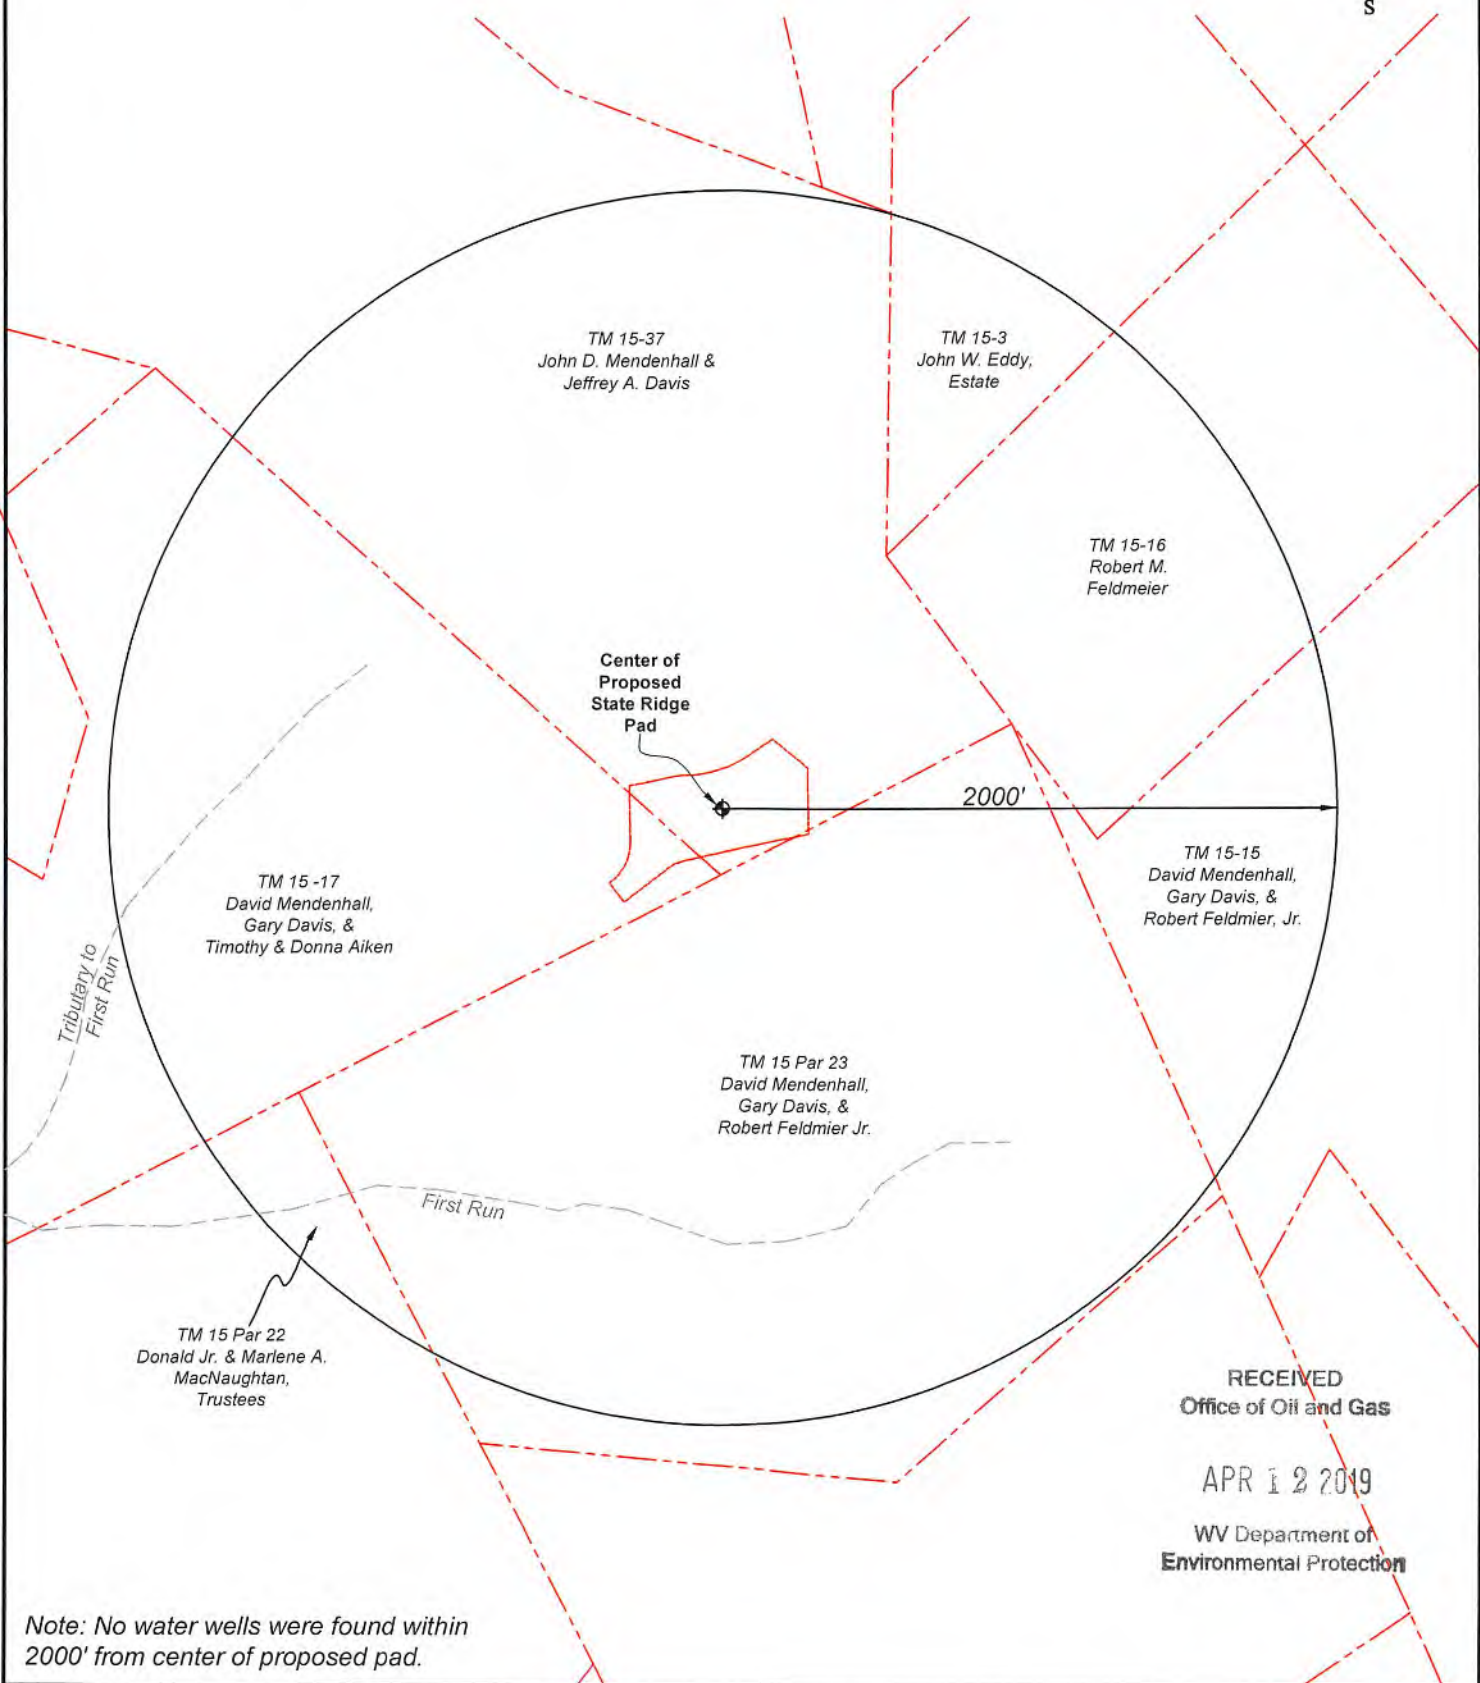 S
TM 15-37
John D. Mendenhall &
Jeffrey A. Davis
TM 15-3
John W. Eddy,
Estate
TM 15-16
Robert M.
Feldmeier
Center of
Proposed
State Ridge
Pad
2000'
TM 15-15
David Mendenhall,
Gary Davis, &
Robert Feldmier, Jr.
TM 15 -17
David Mendenhall,
Gary Davis, &
Timothy & Donna Aiken
Tributary to
First Run
TM 15 Par 23
David Mendenhall,
Gary Davis, &
Robert Feldmier Jr.
First Run
TM 15 Par 22
Donald Jr. & Marlene A.
MacNaughtan,
Trustees
RECEIVED
Office of Oil and Gas
APR 12 2019
WV Department of
Environmental Protection
Note: No water wells were found within
2000' from center of proposed pad.